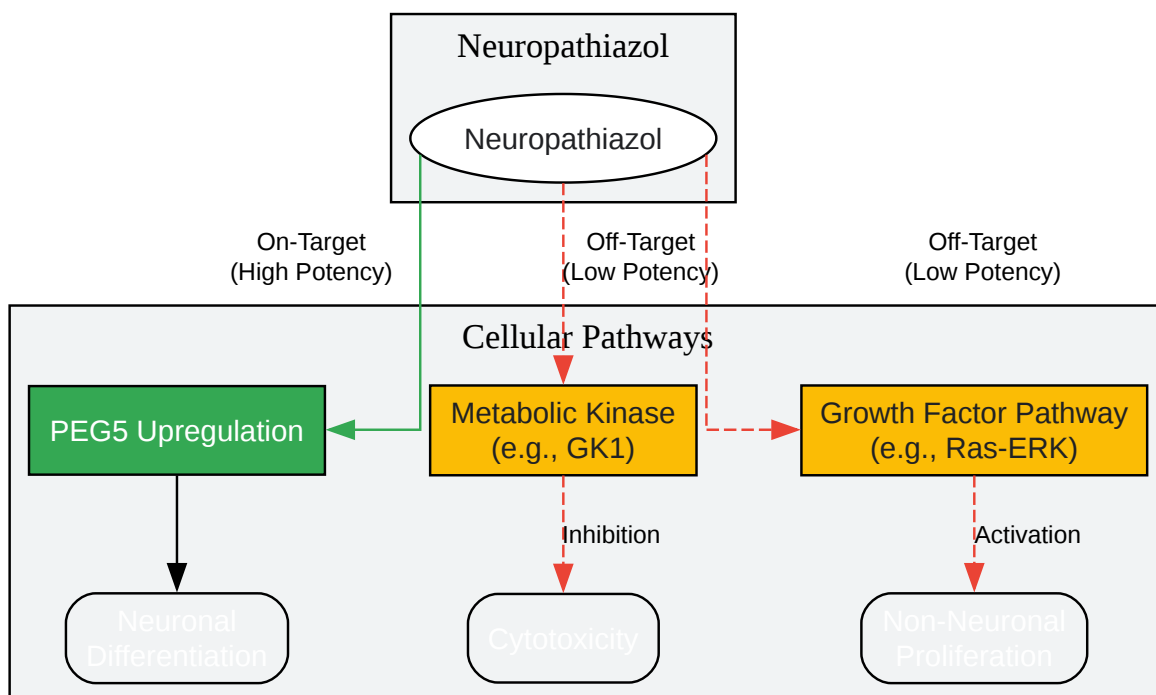 Neuropathiazol
Neuropathiazol
On-Target
(High Potency)
Off-Target
(Low Potency)
Off-Target
(Low Potency)
Cellular Pathways
PEG5 Upregulation
Metabolic Kinase
(e.g., GK1)
Growth Factor Pathway
(e.g., Ras-ERK)
Inhibition
Activation
Neuronal
Differentiation
Cytotoxicity
Non-Neuronal
Proliferation